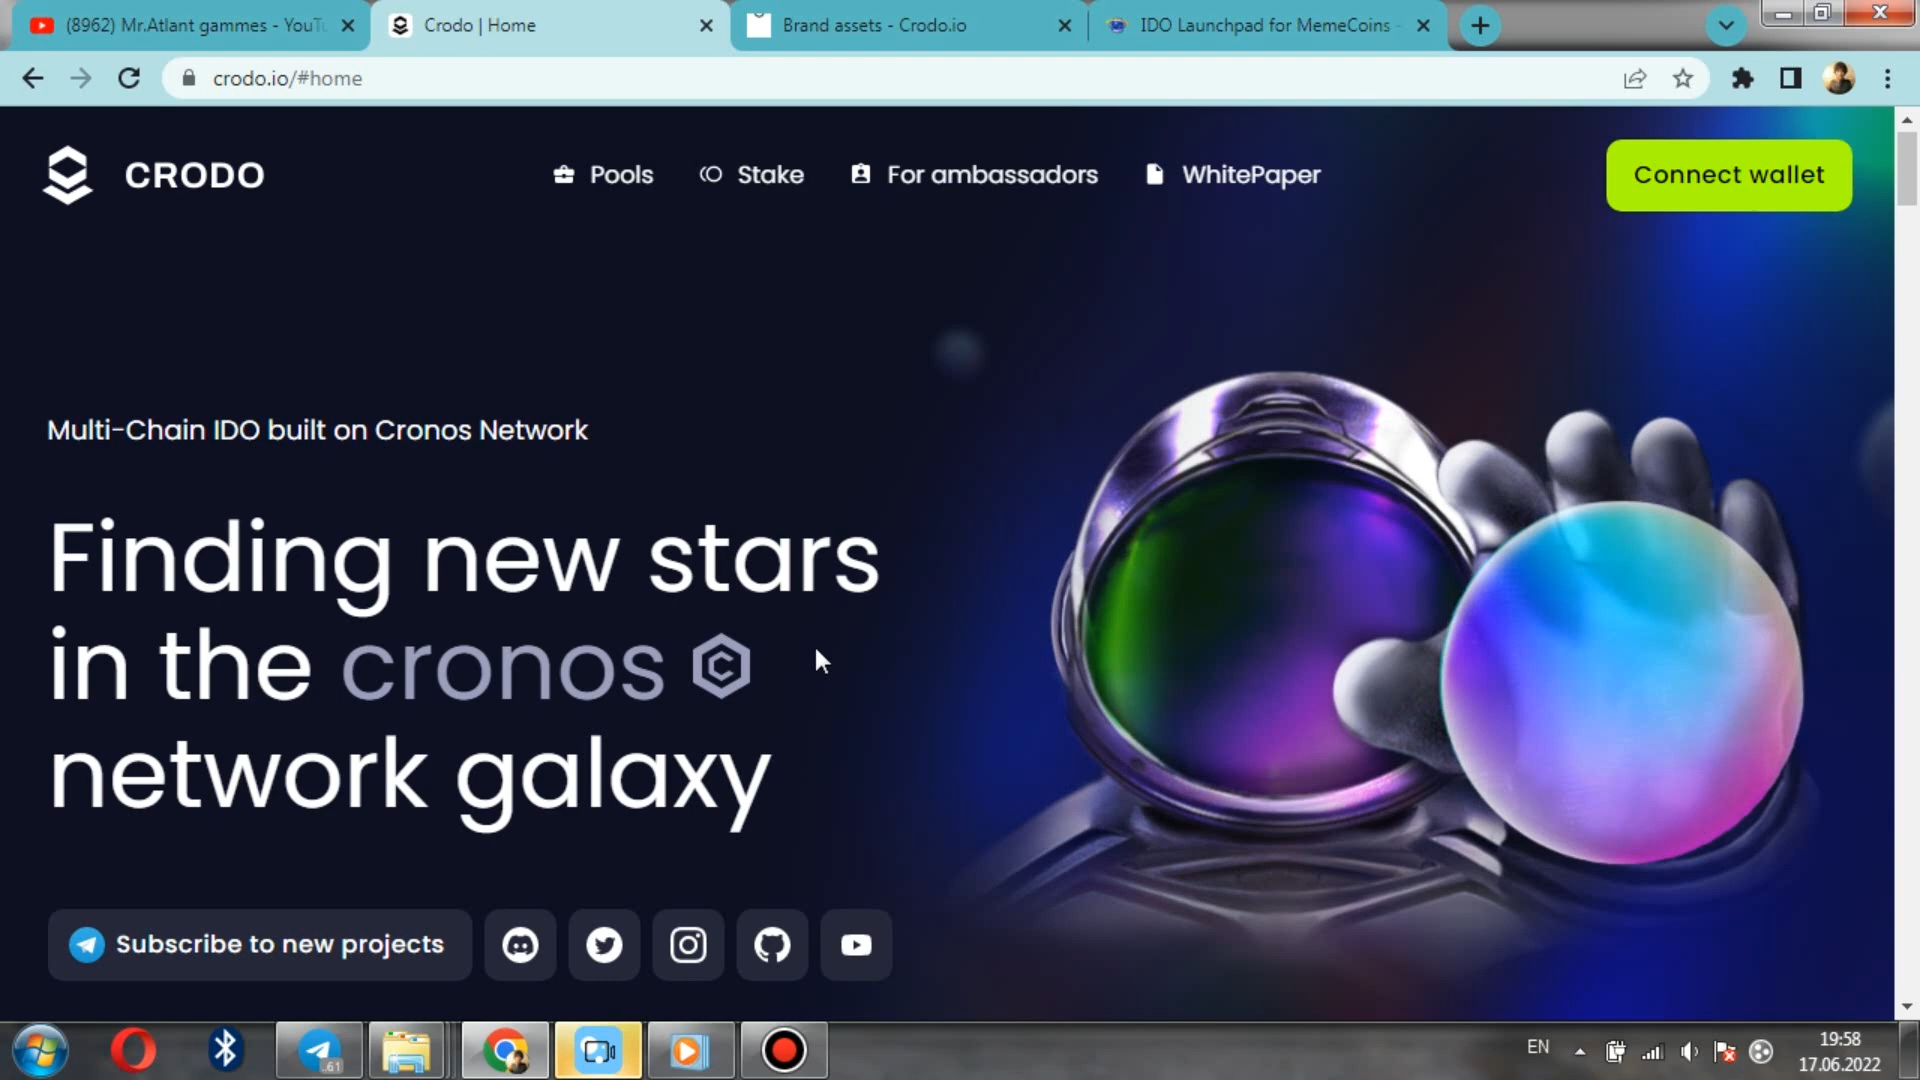 (8962) Mr.Atlant gammes - YouTu
Crodo | Home
Brand assets - Crodo.io
IDO Launchpad for MemeCoins -
crodo.io/#home
CRODO
Pools
Stake
For ambassadors
WhitePaper
Connect wallet
Multi-Chain IDO built on Cronos Network
Finding new stars
in the cronos
network galaxy
Subscribe to new projects
.61
EN
19:58
17.06.2022